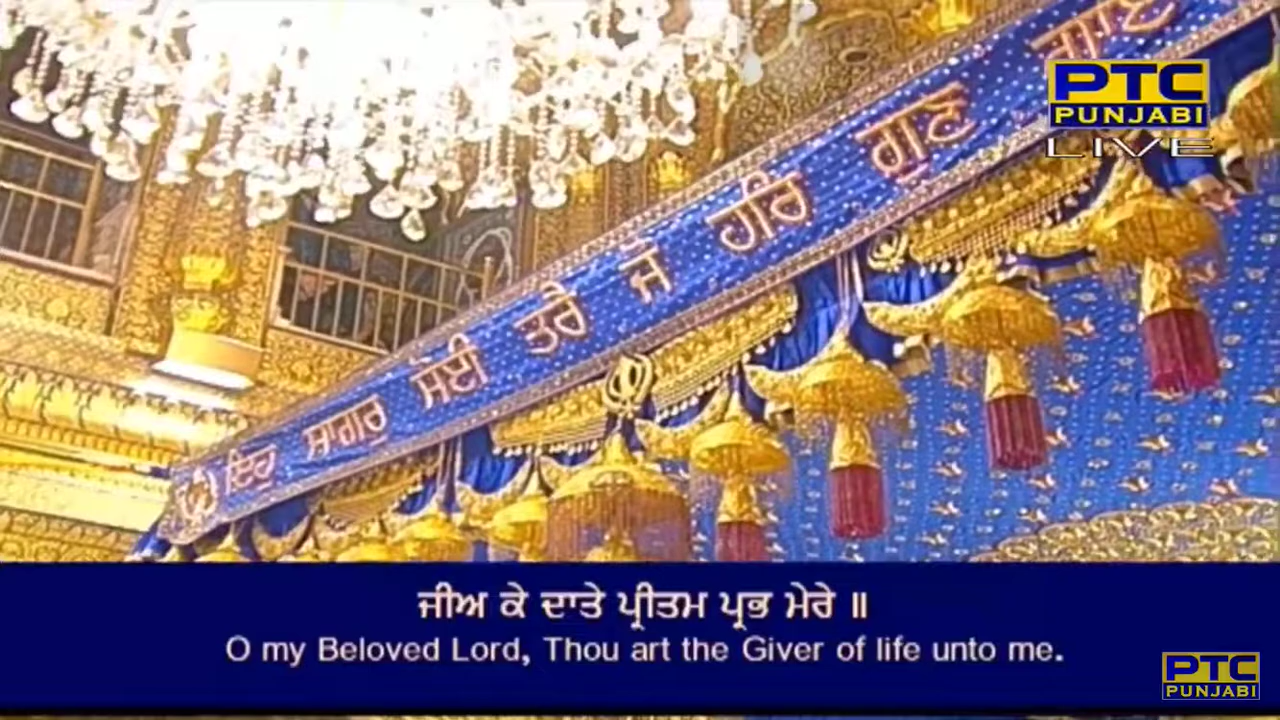 PTC
PUNJABI
LIVE
ਇਹੁ ਸਾਗਰੁ ਸੋਈ ਤਰੈ ਜੋ ਹਰਿ ਗੁਣ ਗਾਏ
ਜੀਅ ਕੇ ਦਾਤੇ ਪ੍ਰੀਤਮ ਪ੍ਰਭ ਮੇਰੇ ॥
O my Beloved Lord, Thou art the Giver of life unto me.
PTC
PUNJABI